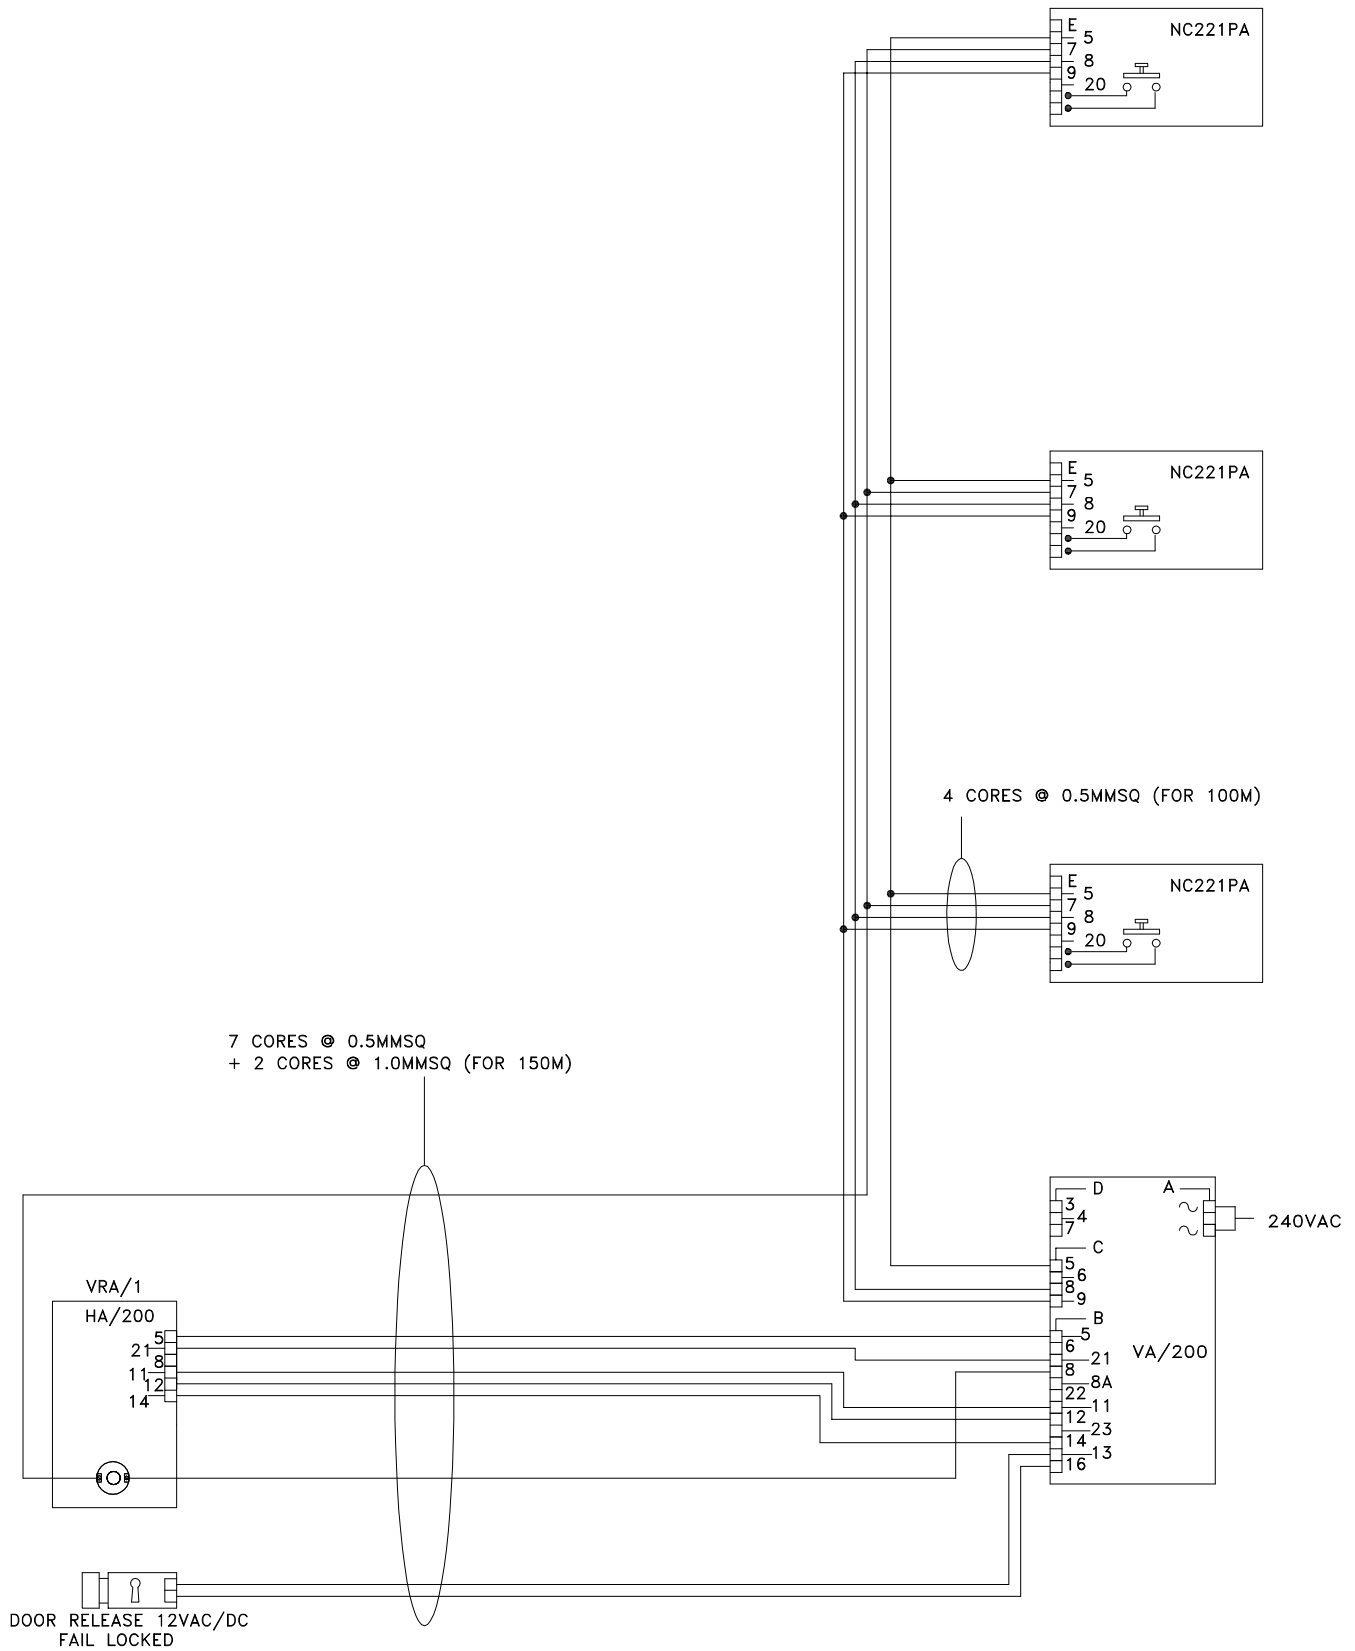 E
NC221PA
5
7
8
9
20
E
NC221PA
5
7
8
9
20
4 CORES @ 0.5MMSQ (FOR 100M)
E
NC221PA
5
7
8
9
20
7 CORES @ 0.5MMSQ
+ 2 CORES @ 1.0MMSQ (FOR 150M)
D
A
3
4
7
240VAC
C
5
6
8
9
VRA/1
HA/200
5
21
8
11
12
14
B
5
6
VA/200
21
8
8A
22
11
12
23
14
13
16
DOOR RELEASE 12VAC/DC
FAIL LOCKED